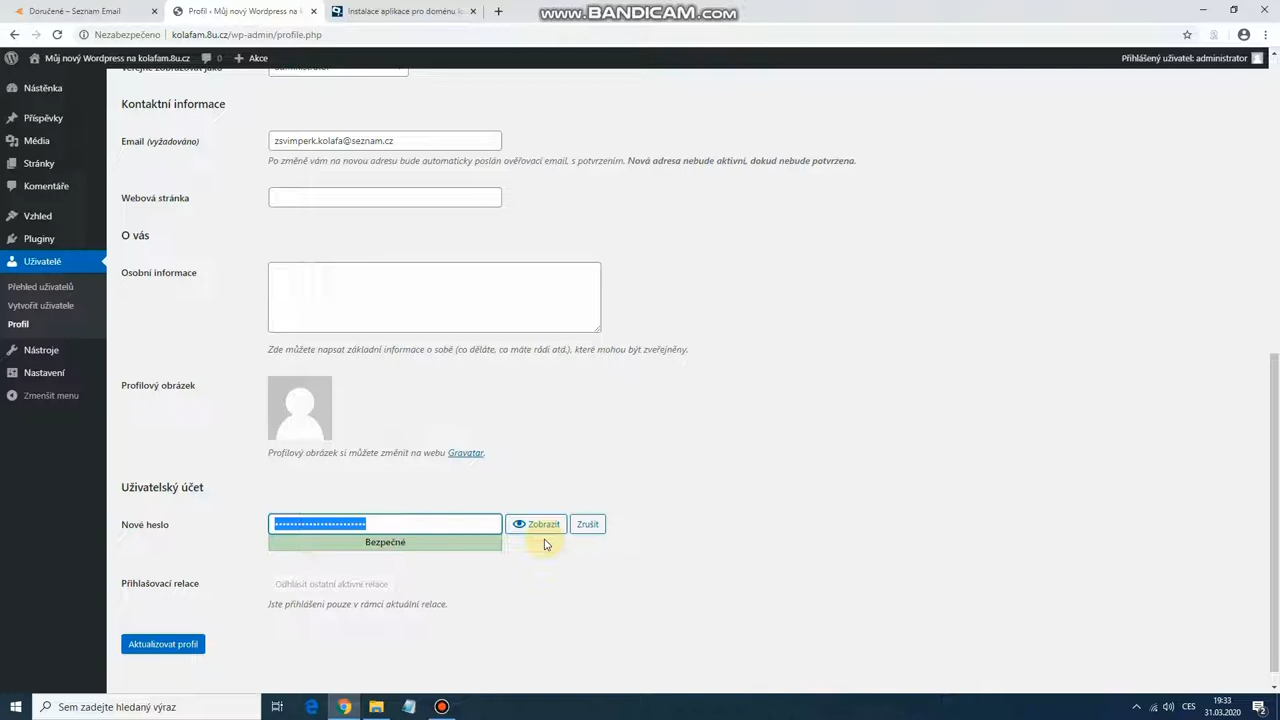 www.BANDICAM.com
Doručené – Seznam Email
Profil ‹ Můj nový Wordpress na k
Instalace aplikace pro doménu k
Nezabezpečeno
kolafam.8u.cz/wp-admin/profile.php
Můj nový Wordpress na kolafam.8u.cz
0
Akce
Přihlášený uživatel: administrator
Nástěnka
Příspěvky
Média
Stránky
Komentáře
Vzhled
Pluginy
Uživatelé
Přehled uživatelů
Vytvořit uživatele
Profil
Nástroje
Nastavení
Zmenšit menu
Veřejně zobrazovat jako
administrator
Kontaktní informace
Email (vyžadováno)
zsvimperk.kolafa@seznam.cz
Po změně vám na novou adresu bude automaticky poslán ověřovací email, s potvrzením. Nová adresa nebude aktivní, dokud nebude potvrzena.
Webová stránka
O vás
Osobní informace
Zde můžete napsat základní informace o sobě (co děláte, co máte rádi atd.), které mohou být zveřejněny.
Profilový obrázek
Profilový obrázek si můžete změnit na webu Gravatar.
Uživatelský účet
Nové heslo
Zobrazit
Zrušit
Bezpečné
Přihlašovací relace
Odhlásit ostatní aktivní relace
Jste přihlášeni pouze v rámci aktuální relace.
Aktualizovat profil
Sem zadejte hledaný výraz
CES
19:33
31.03.2020
2